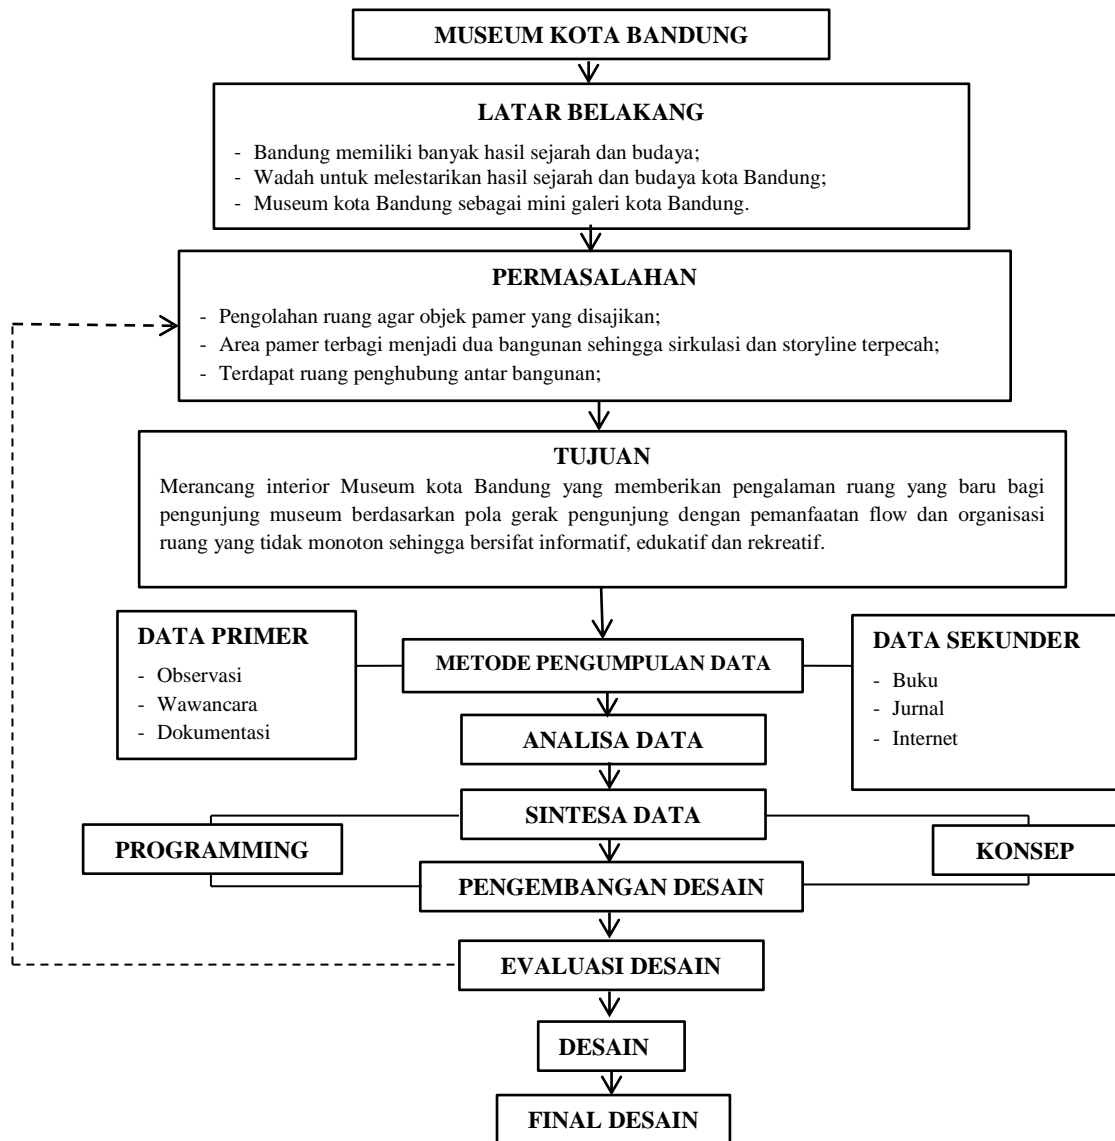 MUSEUM KOTA BANDUNG
LATAR BELAKANG
- Bandung memiliki banyak hasil sejarah dan budaya;
- Wadah untuk melestarikan hasil sejarah dan budaya kota Bandung;
- Museum kota Bandung sebagai mini galeri kota Bandung.
PERMASALAHAN
- Pengolahan ruang agar objek pamer yang disajikan;
- Area pamer terbagi menjadi dua bangunan sehingga sirkulasi dan storyline terpecah;
- Terdapat ruang penghubung antar bangunan;
TUJUAN
Merancang interior Museum kota Bandung yang memberikan pengalaman ruang yang baru bagi
pengunjung museum berdasarkan pola gerak pengunjung dengan pemanfaatan flow dan organisasi
ruang yang tidak monoton sehingga bersifat informatif, edukatif dan rekreatif.
DATA PRIMER
- Observasi
- Wawancara
- Dokumentasi
METODE PENGUMPULAN DATA
DATA SEKUNDER
- Buku
- Jurnal
- Internet
ANALISA DATA
SINTESA DATA
PROGRAMMING
KONSEP
PENGEMBANGAN DESAIN
EVALUASI DESAIN
DESAIN
FINAL DESAIN